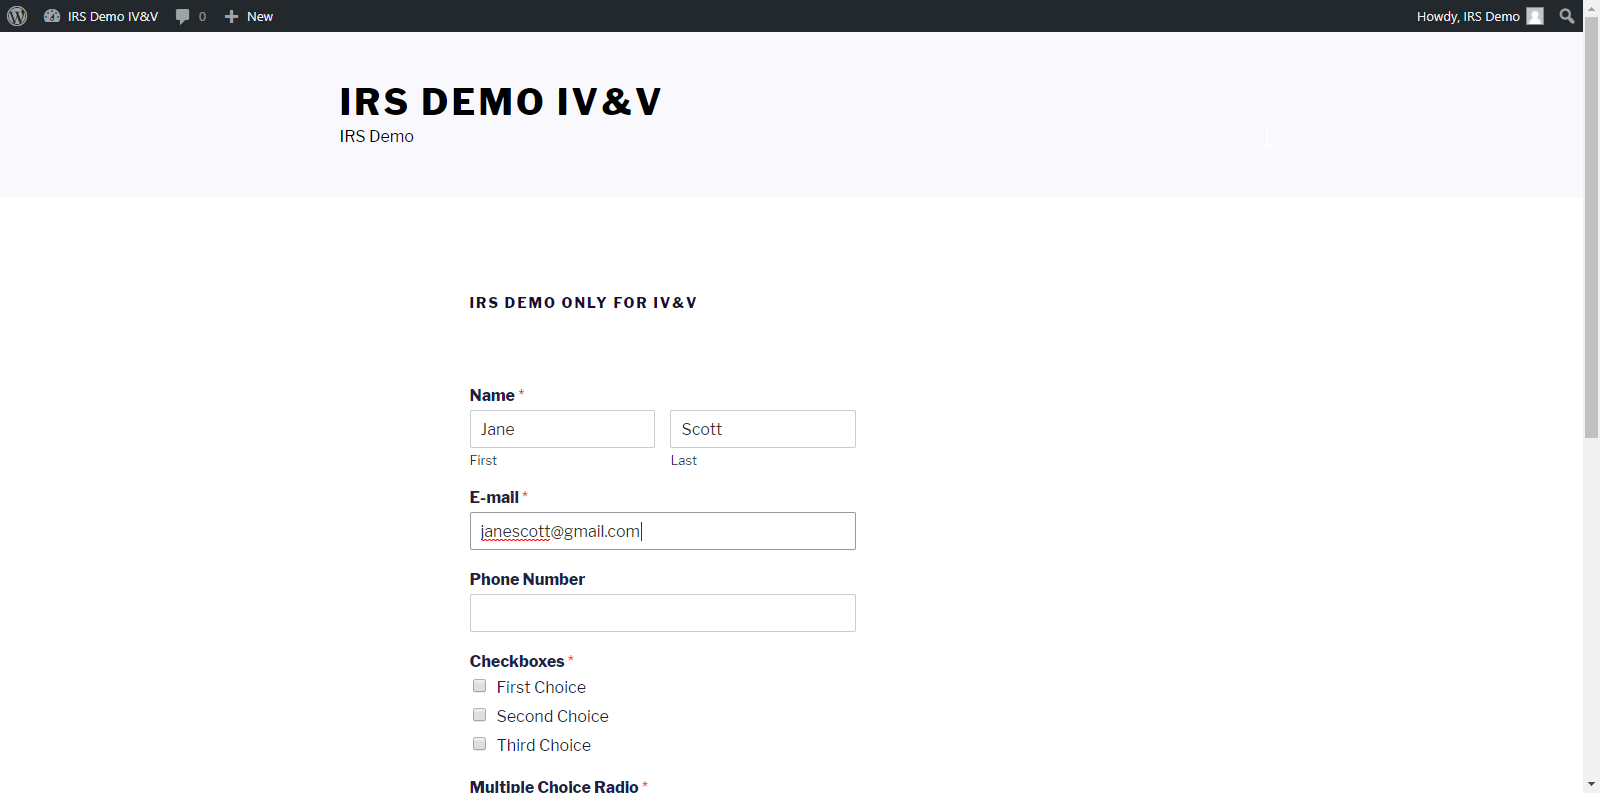 IRS Demo IV&V 0 New Howdy, IRS Demo
IRS DEMO IV&V
IRS Demo
IRS DEMO ONLY FOR IV&V
Name *
Jane Scott
First Last
E-mail *
janescott@gmail.com
Phone Number
Checkboxes *
First Choice
Second Choice
Third Choice
Multiple Choice Radio *